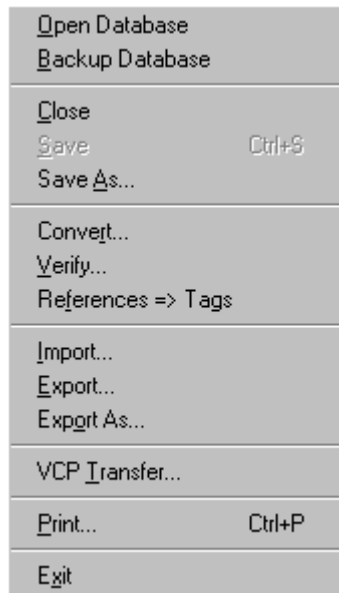 Open Database
Backup Database
Close
Save Ctrl+S
Save As...
Convert...
Verify...
References => Tags
Import...
Export...
Export As...
VCP Transfer...
Print... Ctrl+P
Exit